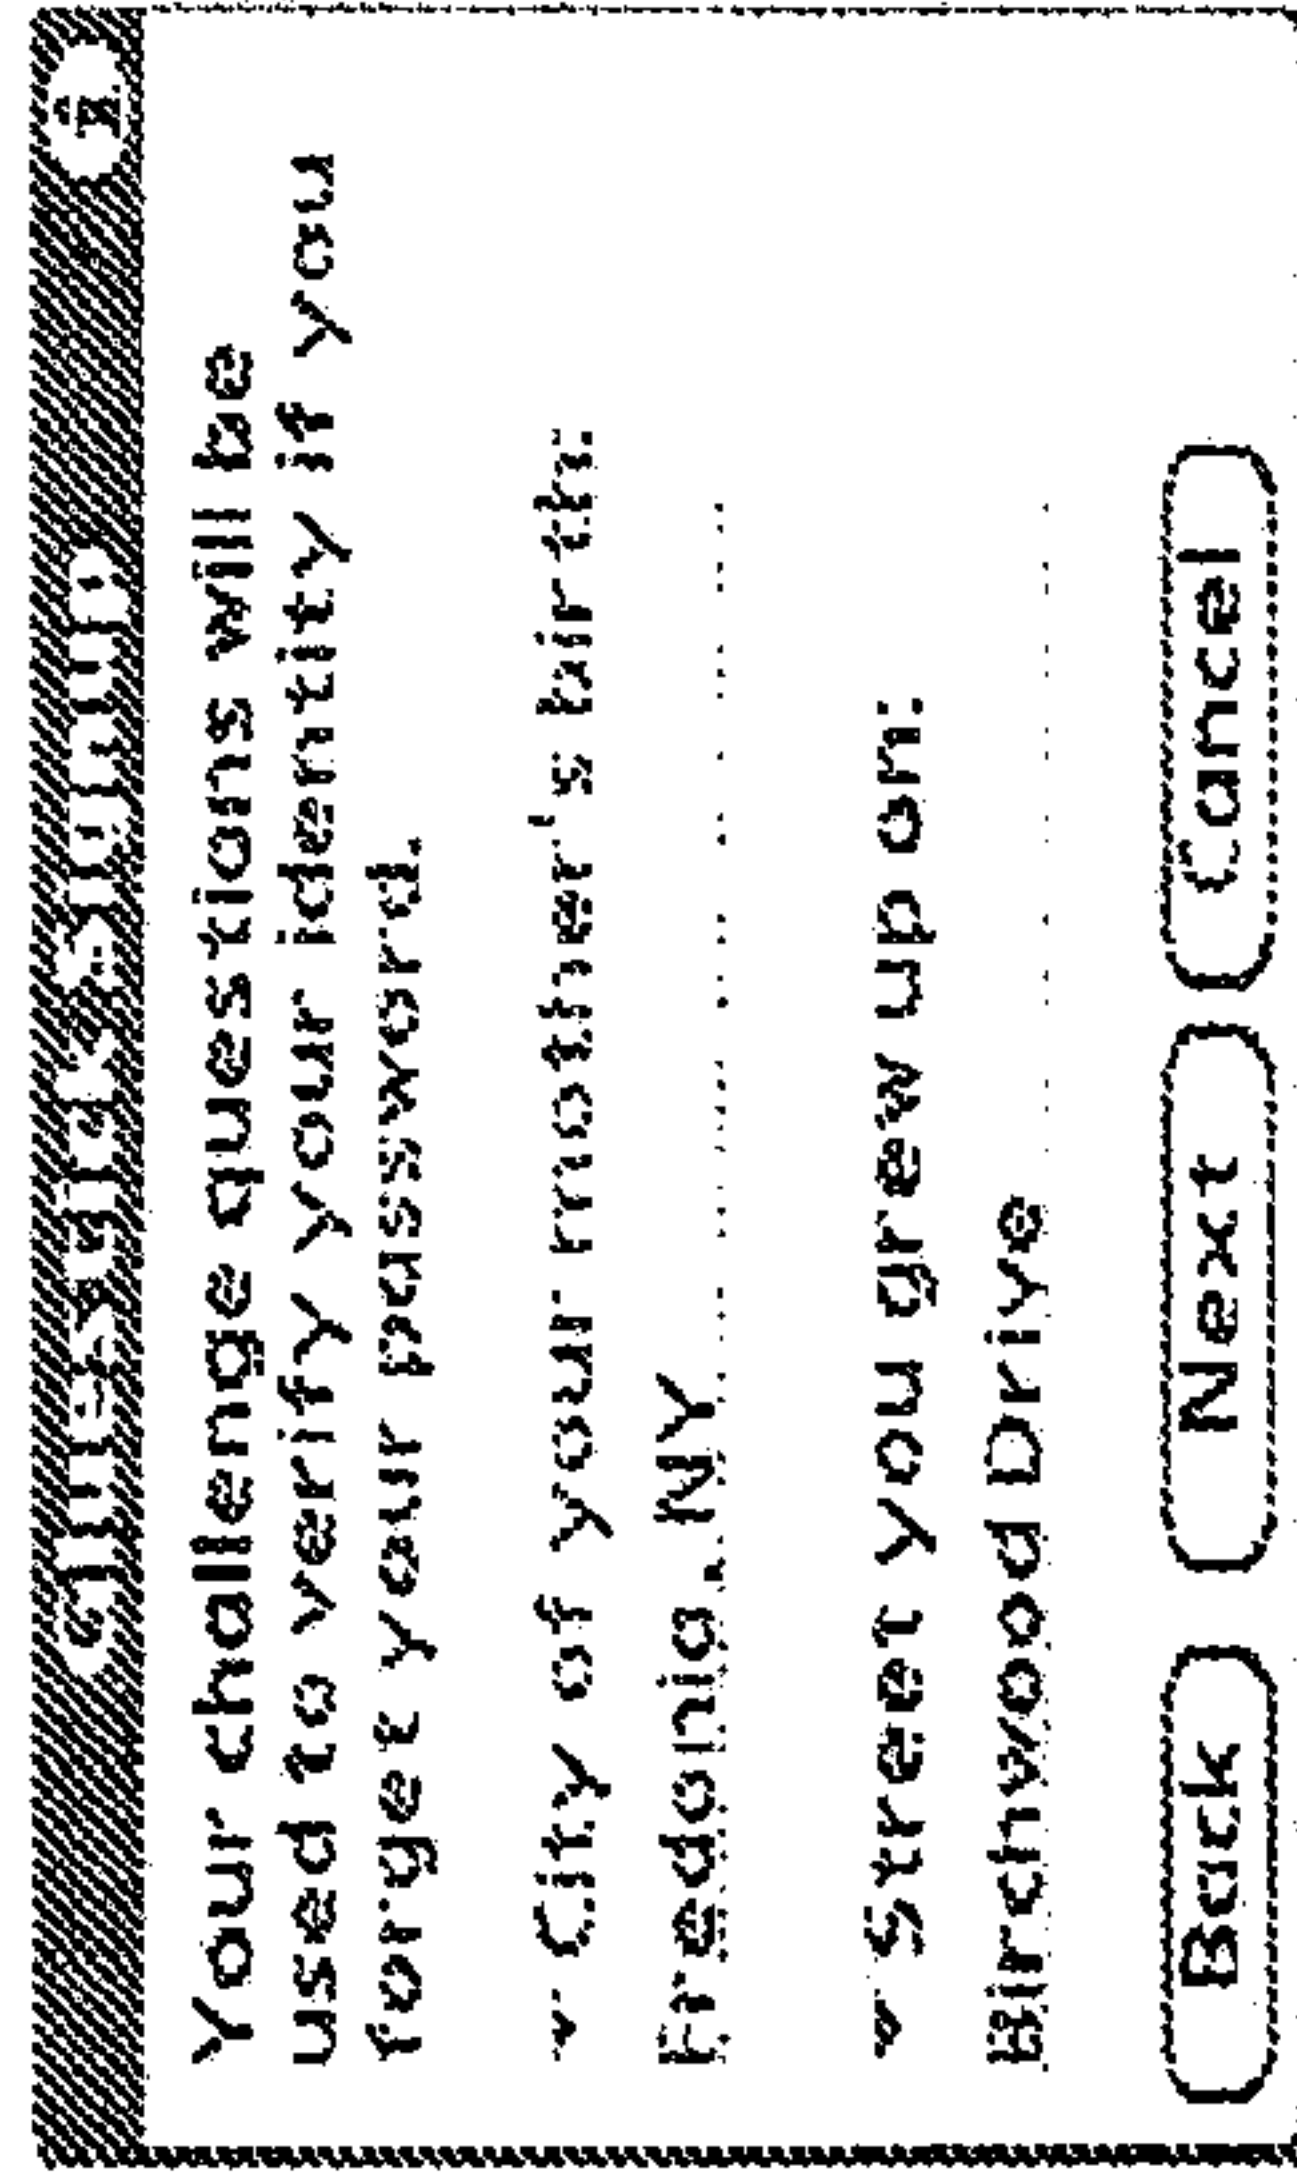 Your challenge questions will be
used to verify your identity if you
forget your password.
City of your mother's birth:
Fredonia, NY
Street you grew up on:
Birchwood Drive
Back Next Cancel